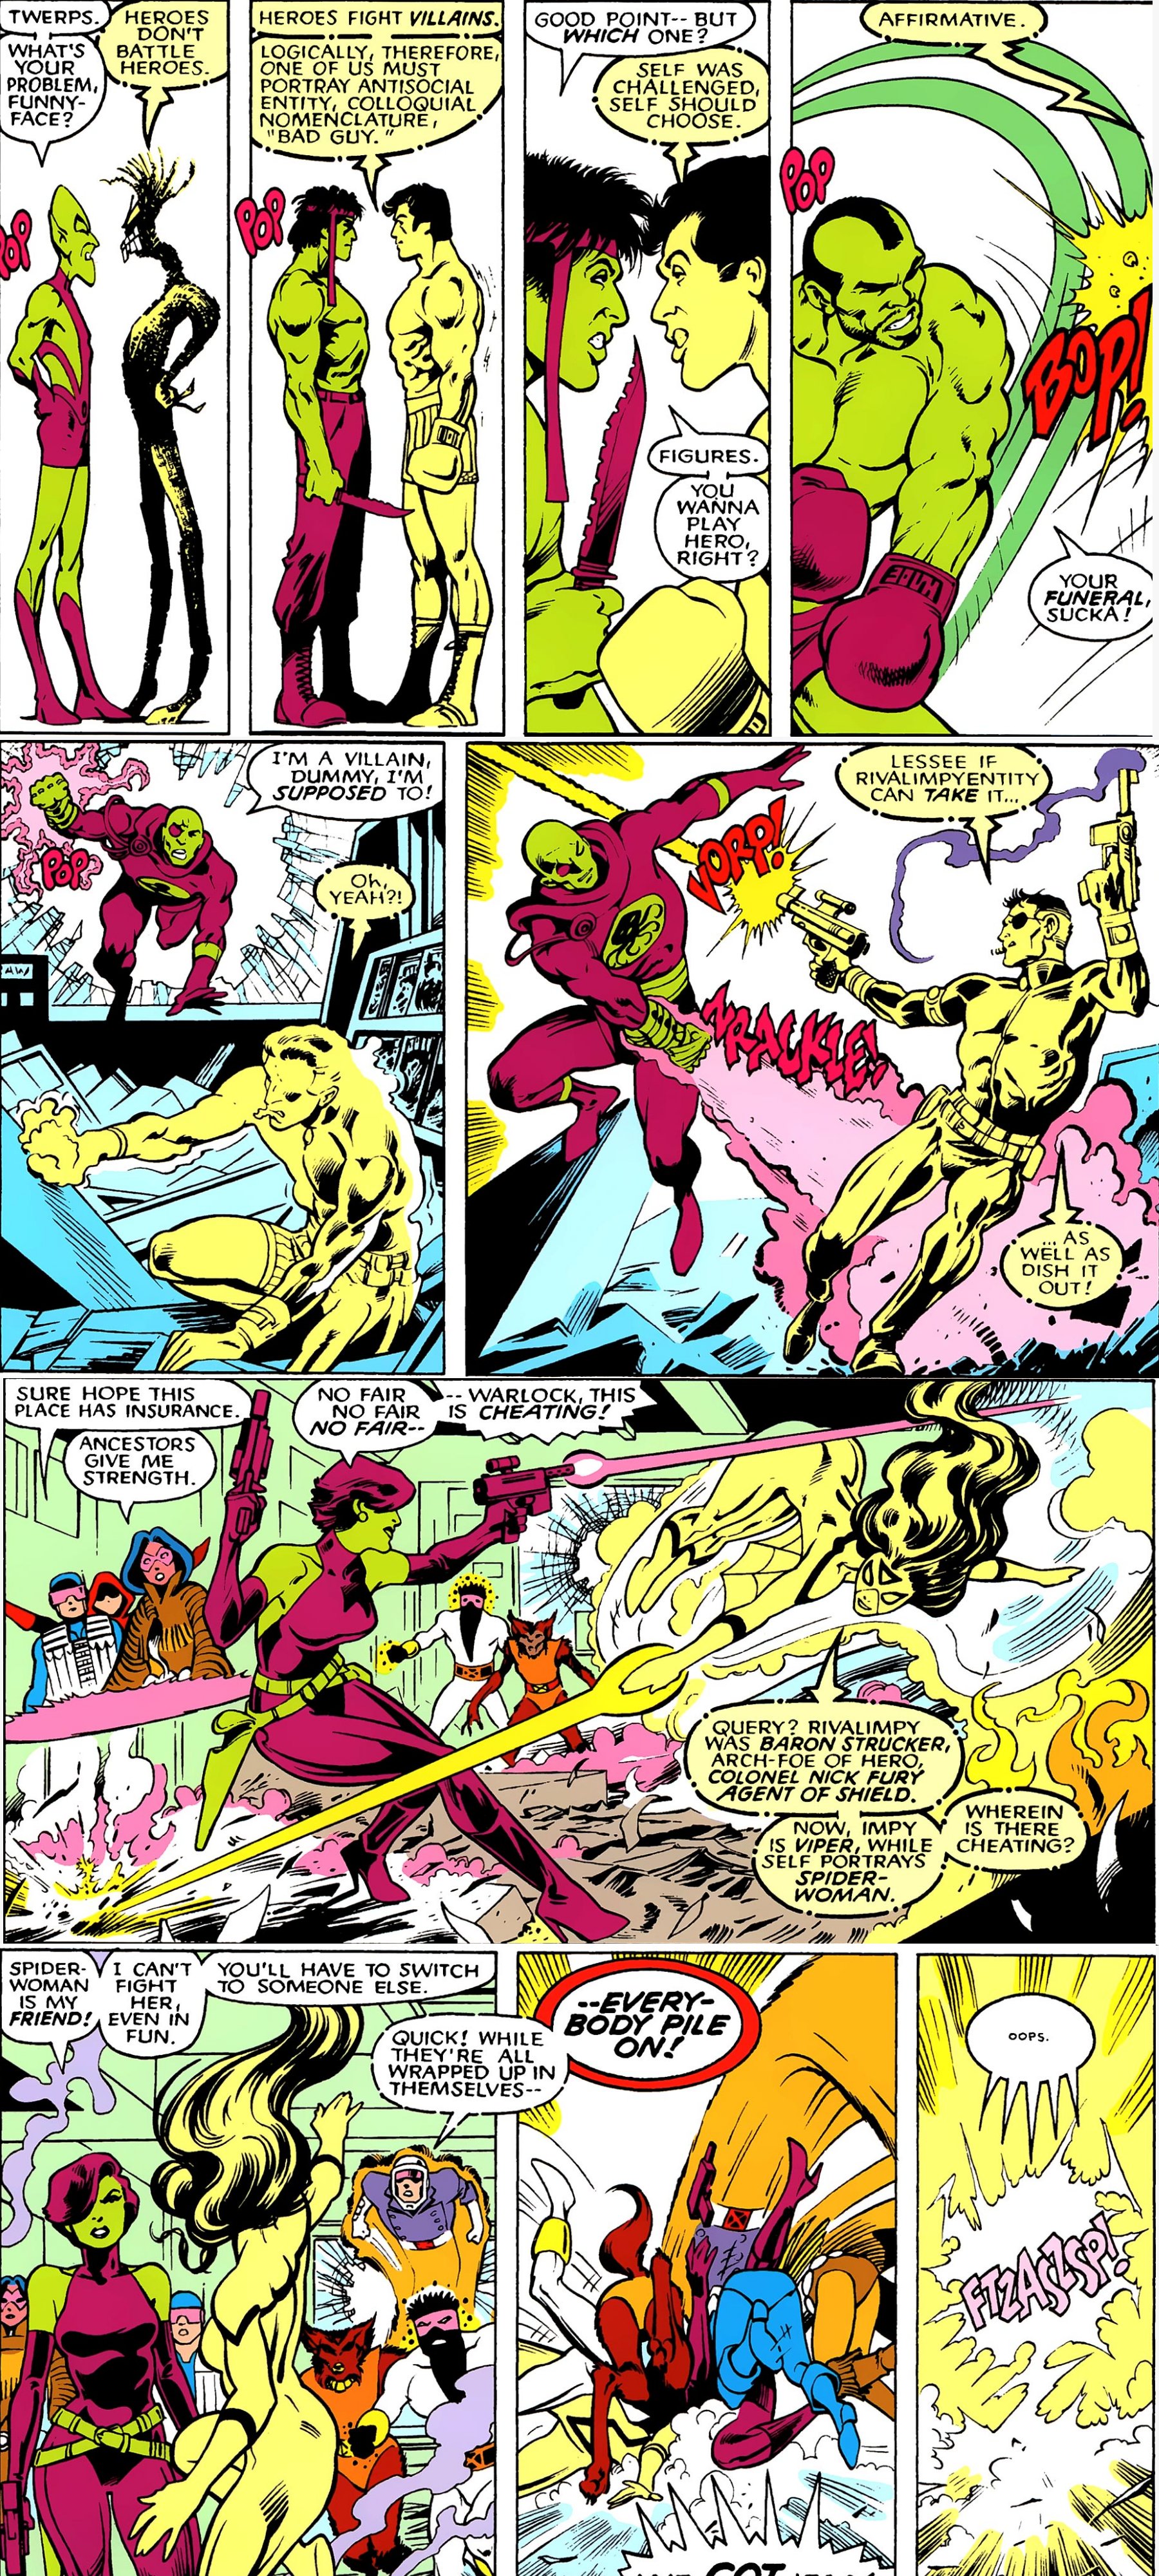 TWERPS.
WHAT'S
YOUR
PROBLEM,
FUNNY-
FACE?
HEROES
DON'T
BATTLE
HEROES.
POP
HEROES FIGHT VILLAINS.
LOGICALLY, THEREFORE,
ONE OF US MUST
PORTRAY ANTISOCIAL
ENTITY, COLLOQUIAL
NOMENCLATURE,
"BAD GUY."
POP
GOOD POINT-- BUT
WHICH ONE?
SELF WAS
CHALLENGED,
SELF SHOULD
CHOOSE.
FIGURES.
YOU
WANNA
PLAY
HERO,
RIGHT?
AFFIRMATIVE.
POP
BOP!
YOUR
FUNERAL,
SUCKA!
I'M A VILLAIN,
DUMMY, I'M
SUPPOSED TO!
POP
OH,
YEAH?!
AW
LESSEE IF
RIVALIMPYENTITY
CAN TAKE IT...
VORP!
KRACKLE!
...AS
WELL AS
DISH IT
OUT!
SURE HOPE THIS
PLACE HAS INSURANCE.
ANCESTORS
GIVE ME
STRENGTH.
NO FAIR
NO FAIR
NO FAIR--
-- WARLOCK, THIS
IS CHEATING!
QUERY? RIVALIMPY
WAS BARON STRUCKER,
ARCH-FOE OF HERO,
COLONEL NICK FURY
AGENT OF SHIELD.
NOW, IMPY
IS VIPER, WHILE
SELF PORTRAYS
SPIDER-
WOMAN.
WHEREIN
IS THERE
CHEATING?
SPIDER-
WOMAN
IS MY
FRIEND!
I CAN'T
FIGHT
HER,
EVEN IN
FUN.
YOU'LL HAVE TO SWITCH
TO SOMEONE ELSE.
QUICK! WHILE
THEY'RE ALL
WRAPPED UP IN
THEMSELVES--
--EVERY-
BODY PILE
ON!
GOT
OOPS.
FTZASZSP!